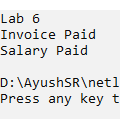 Lab 6
Invoice Paid
Salary Paid
D:\AyushSR\netl
Press any key t